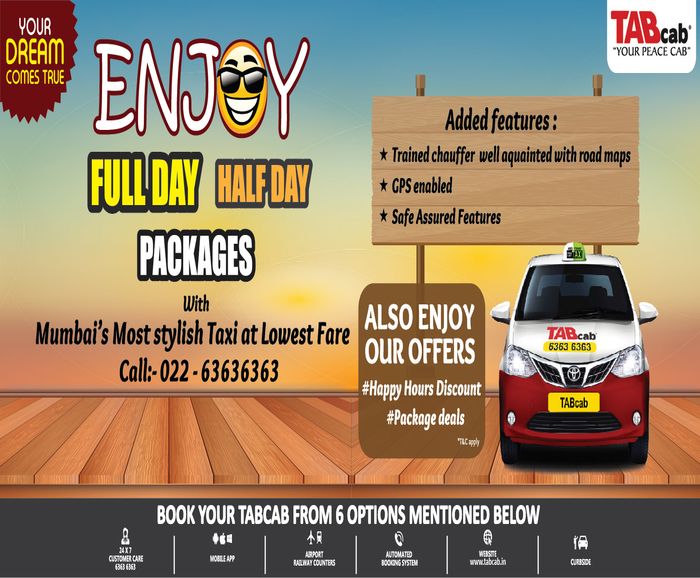 YOUR
DREAM
COMES TRUE
ENJOY
FULL DAY HALF DAY
PACKAGES
With
Mumbai's Most stylish Taxi at Lowest Fare
Call:- 022 - 63636363
TABcab®
"YOUR PEACE CAB"
Added features :
★ Trained chauffer well aquainted with road maps
★ GPS enabled
★ Safe Assured Features
ALSO ENJOY
OUR OFFERS
#Happy Hours Discount
#Package deals
*T&C apply
TABcab
6363 6363
TABcab
BOOK YOUR TABCAB FROM 6 OPTIONS MENTIONED BELOW
24 X 7
CUSTOMER CARE
6363 6363
MOBILE APP
AIRPORT
RAILWAY COUNTERS
AUTOMATED
BOOKING SYSTEM
WEBSITE
www.tabcab.in
CURBSIDE